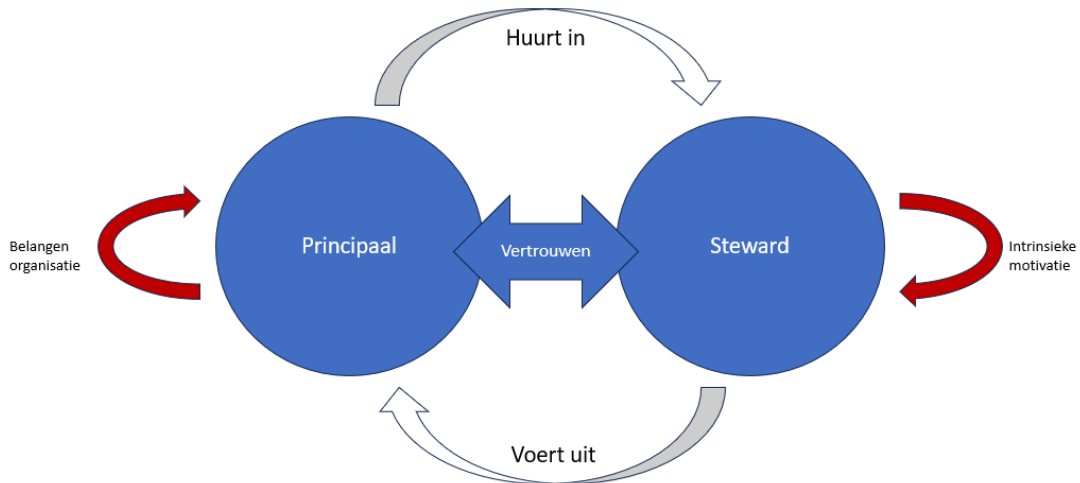 Huurt in
Belangen
organisatie
Principaal
Vertrouwen
Steward
Intrinsieke
motivatie
Voert uit